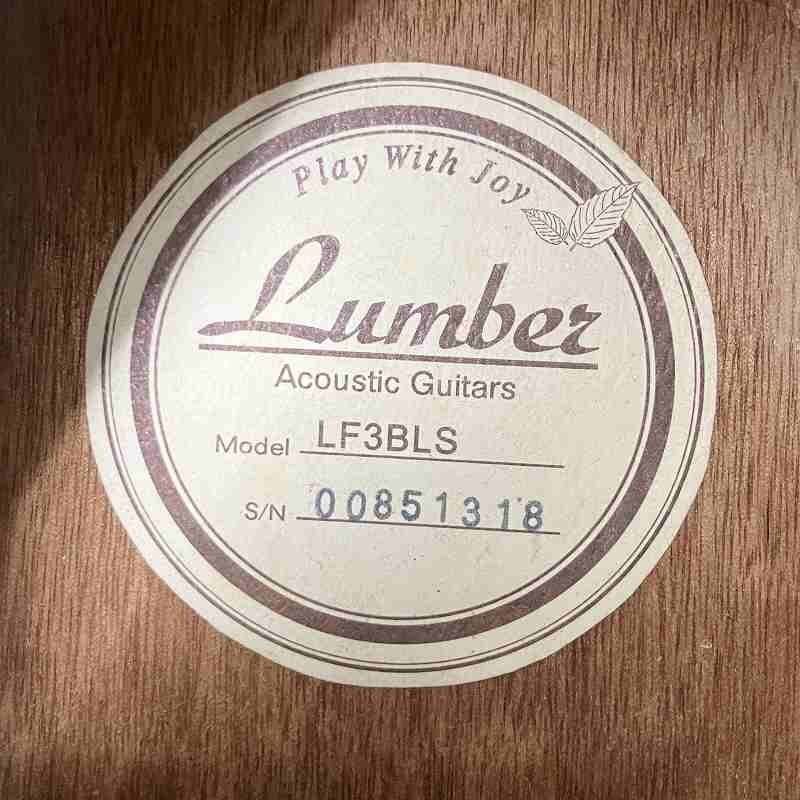 Play With Joy
Lumber
Acoustic Guitars
Model LF3BLS
S/N 00851318